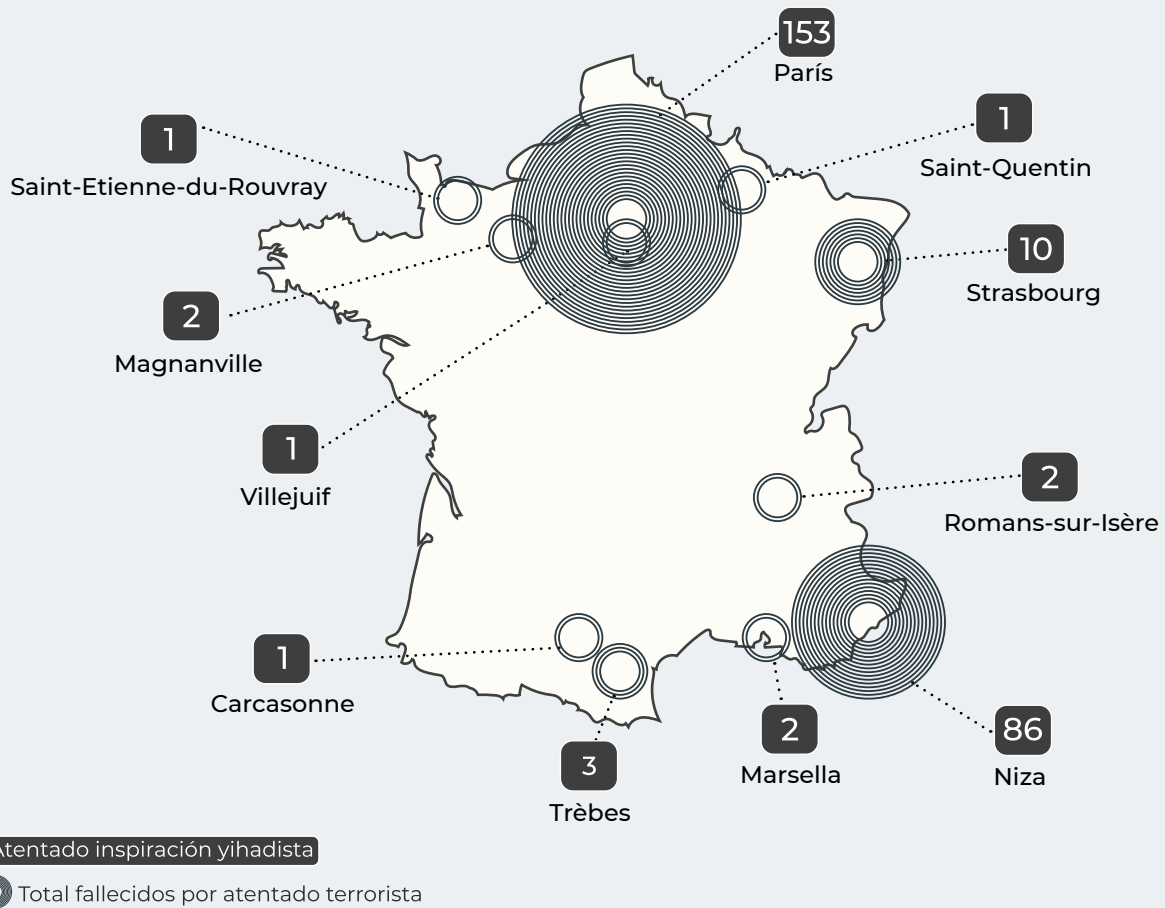 153
París
1
Saint-Quentin
1
Saint-Etienne-du-Rouvray
10
Strasbourg
2
Magnanville
1
Villejuif
2
Romans-sur-Isère
1
Carcasonne
3
Trèbes
2
Marsella
86
Niza
Atentado inspiración yihadista
Total fallecidos por atentado terrorista